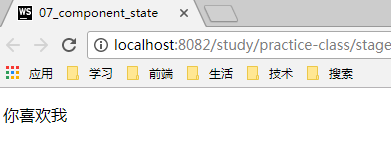 WS 07_component_state
localhost:8082/study/practice-class/stage
应用 学习 前端 生活 技术 搜索
你喜欢我